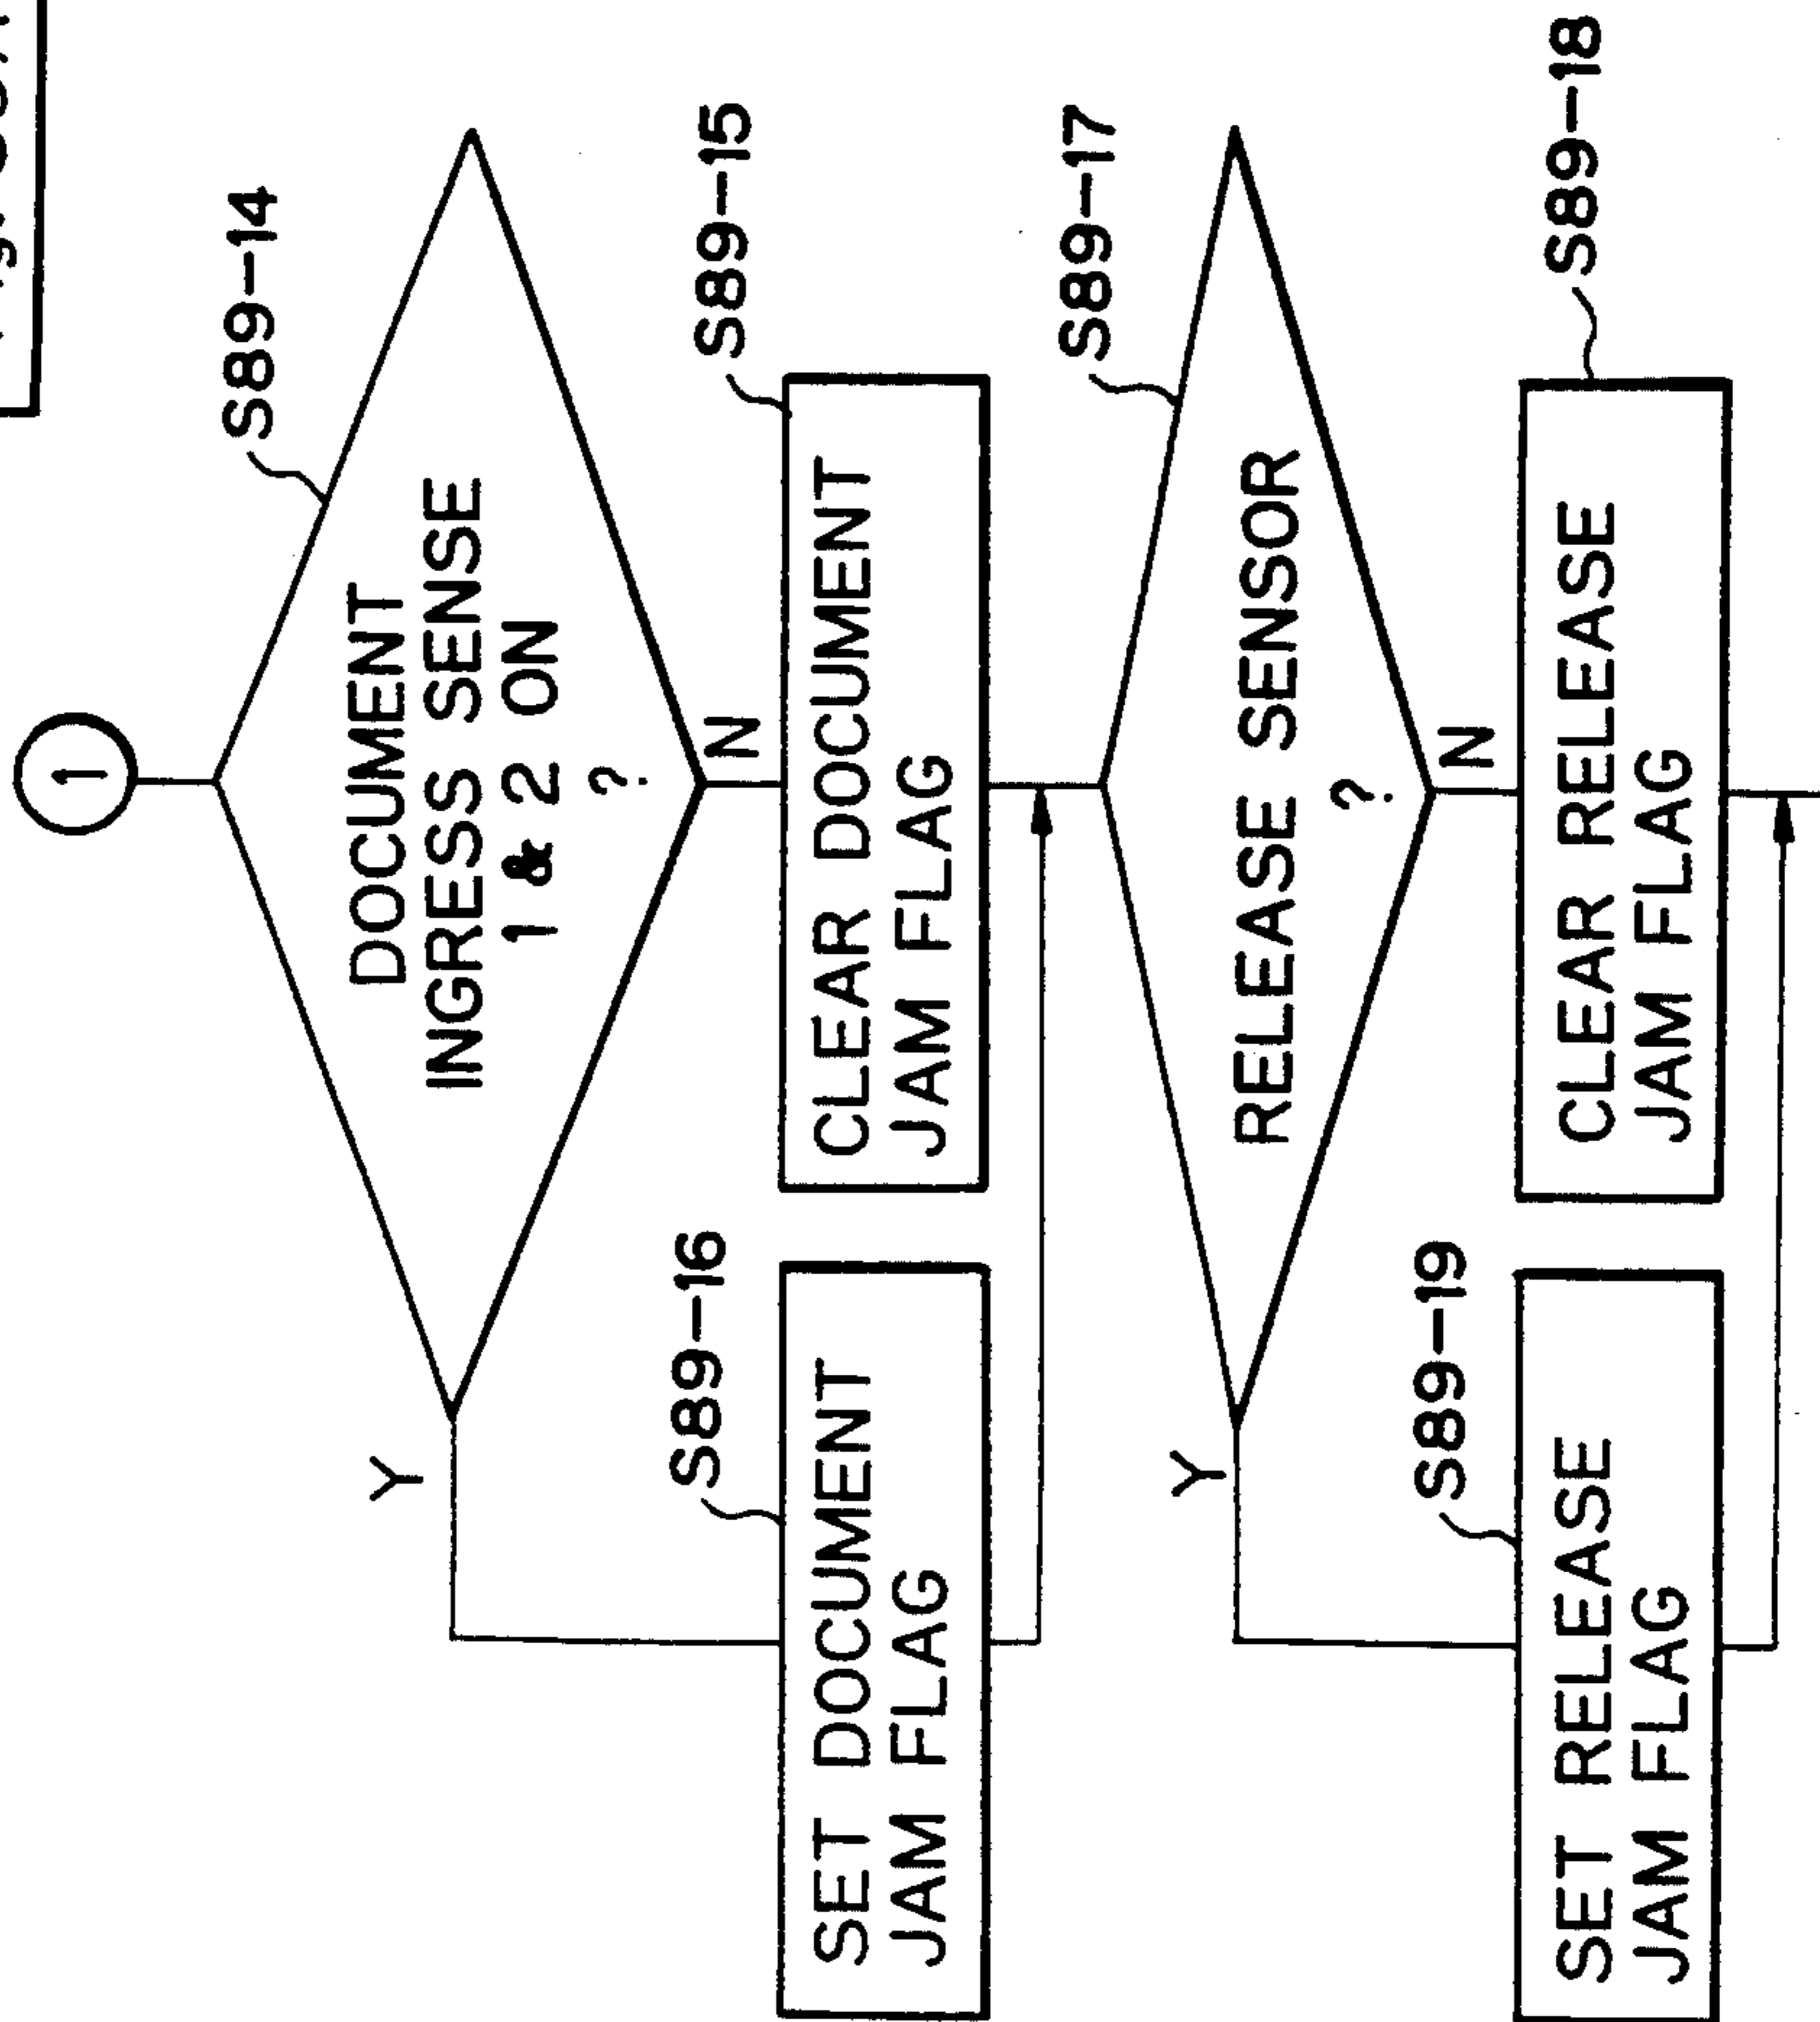 1
S89-14
DOCUMENT
INGRESS SENSE
1 & 2 ON
?
Y
N
S89-16
S89-15
SET DOCUMENT
JAM FLAG
CLEAR DOCUMENT
JAM FLAG
S89-17
RELEASE SENSOR
?
Y
N
S89-19
S89-18
SET RELEASE
JAM FLAG
CLEAR RELEASE
JAM FLAG